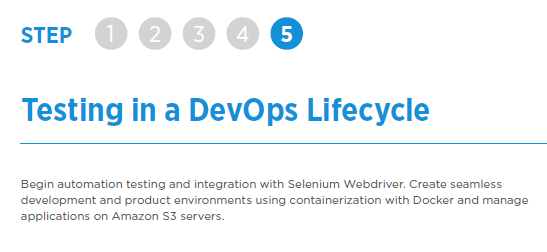 STEP 1 2 3 4 5
Testing in a DevOps Lifecycle
Begin automation testing and integration with Selenium Webdriver. Create seamless
development and product environments using containerization with Docker and manage
applications on Amazon S3 servers.